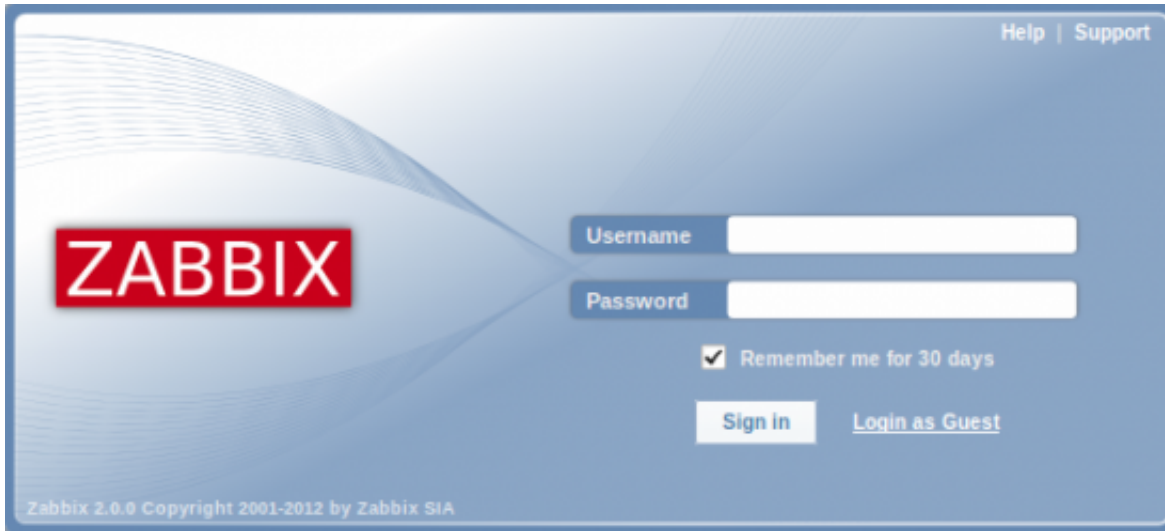 Help | Support
ZABBIX
Username
Password
Remember me for 30 days
Sign in Login as Guest
Zabbix 2.0.0 Copyright 2001-2012 by Zabbix SIA